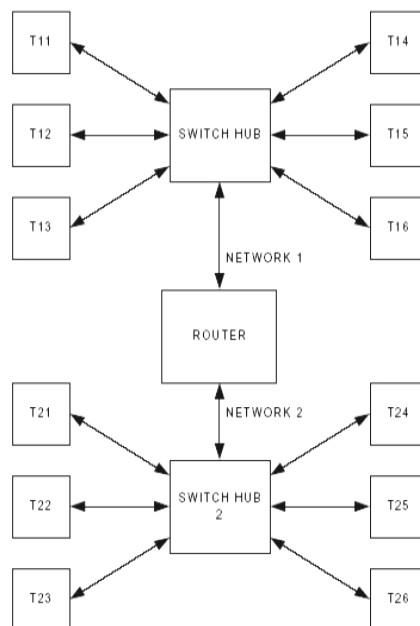 T11
T14
T12
SWITCH HUB
T15
T13
T16
NETWORK 1
ROUTER
T21
NETWORK 2
T24
T22
SWITCH HUB
2
T25
T23
T26